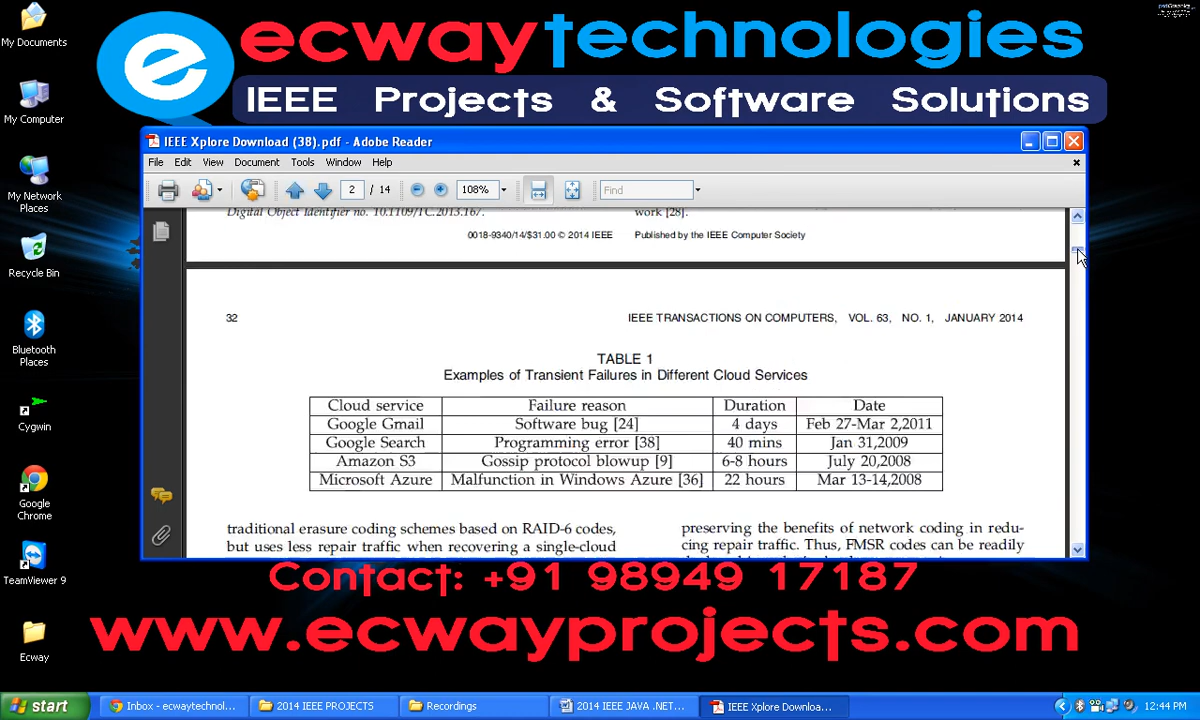 ecwaytechnologies
IEEE Projects & Software Solutions
My Documents
My Computer
My Network
Places
Recycle Bin
Bluetooth
Places
Cygwin
Google
Chrome
TeamViewer 9
Ecway
IEEE Xplore Download (38).pdf - Adobe Reader
File Edit View Document Tools Window Help
2 / 14 108% Find
Digital Object Identifier no. 10.1109/TC.2013.167. work [28].
0018-9340/14/$31.00 © 2014 IEEE Published by the IEEE Computer Society
32 IEEE TRANSACTIONS ON COMPUTERS, VOL. 63, NO. 1, JANUARY 2014
TABLE 1
Examples of Transient Failures in Different Cloud Services
Cloud service Failure reason Duration Date
Google Gmail Software bug [24] 4 days Feb 27-Mar 2,2011
Google Search Programming error [38] 40 mins Jan 31,2009
Amazon S3 Gossip protocol blowup [9] 6-8 hours July 20,2008
Microsoft Azure Malfunction in Windows Azure [36] 22 hours Mar 13-14,2008
traditional erasure coding schemes based on RAID-6 codes, preserving the benefits of network coding in redu-
but uses less repair traffic when recovering a single-cloud cing repair traffic. Thus, FMSR codes can be readily
Contact: +91 98949 17187
www.ecwayprojects.com
start Inbox - ecwaytechnol... 2014 IEEE PROJECTS Recordings 2014 IEEE JAVA .NET... IEEE Xplore Downloa... 12:44 PM